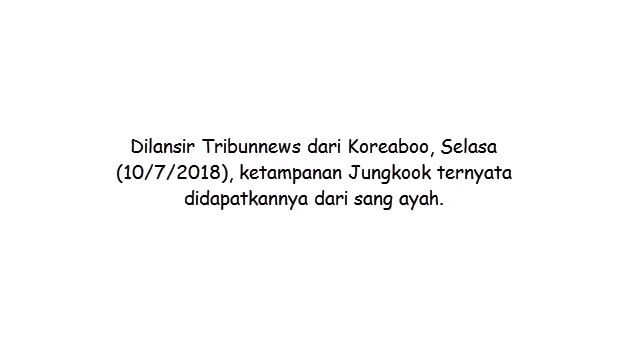 Dilansir Tribunnews dari Koreaboo, Selasa
(10/7/2018), ketampanan Jungkook ternyata
didapatkannya dari sang ayah.